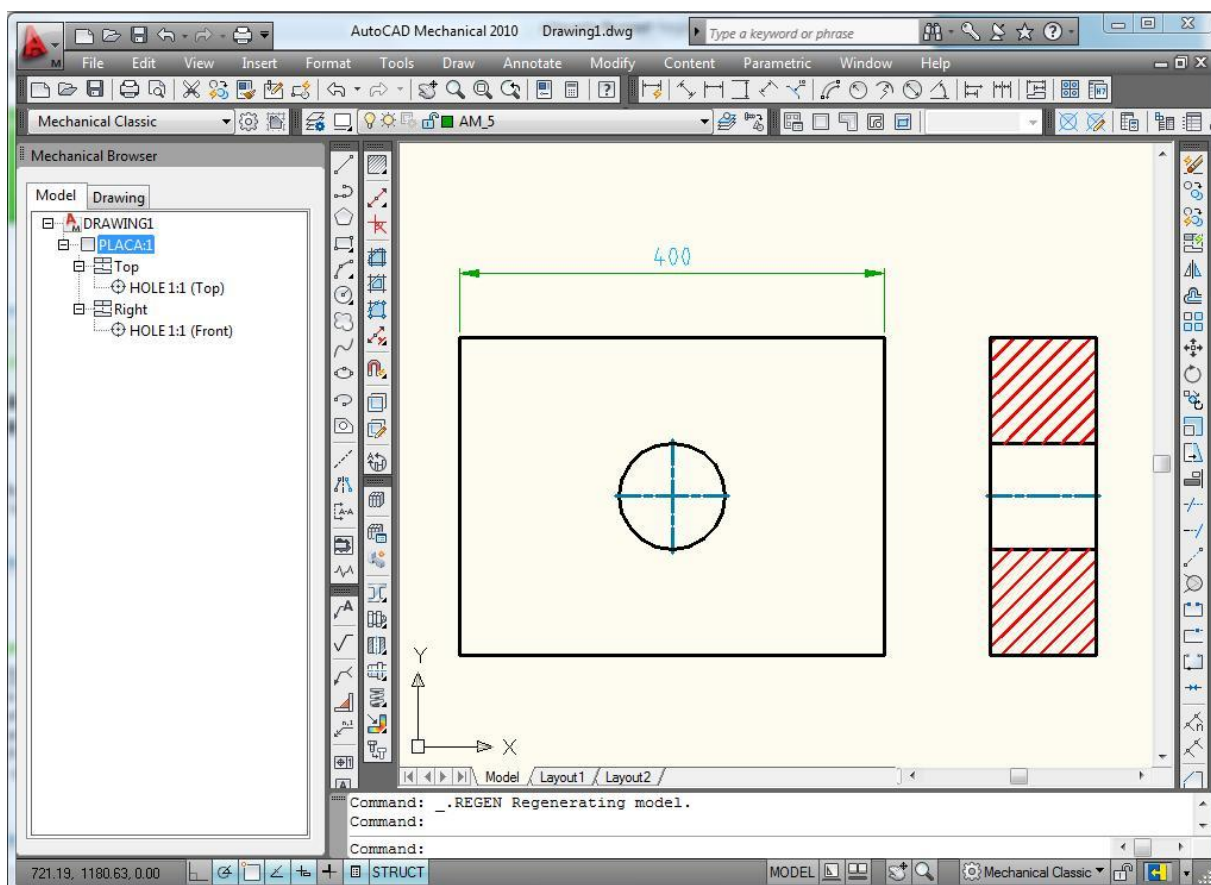 AutoCAD Mechanical 2010 Drawing1.dwg Type a keyword or phrase
M File Edit View Insert Format Tools Draw Annotate Modify Content Parametric Window Help
Mechanical Classic AM_5
Mechanical Browser
Model Drawing
DRAWING1
PLACA:1
Top
HOLE 1:1 (Top)
Right
HOLE 1:1 (Front)
400
Y
X
Model Layout1 Layout2
Command: _.REGEN Regenerating model.
Command:
Command:
721.19, 1180.63, 0.00 STRUCT MODEL Mechanical Classic